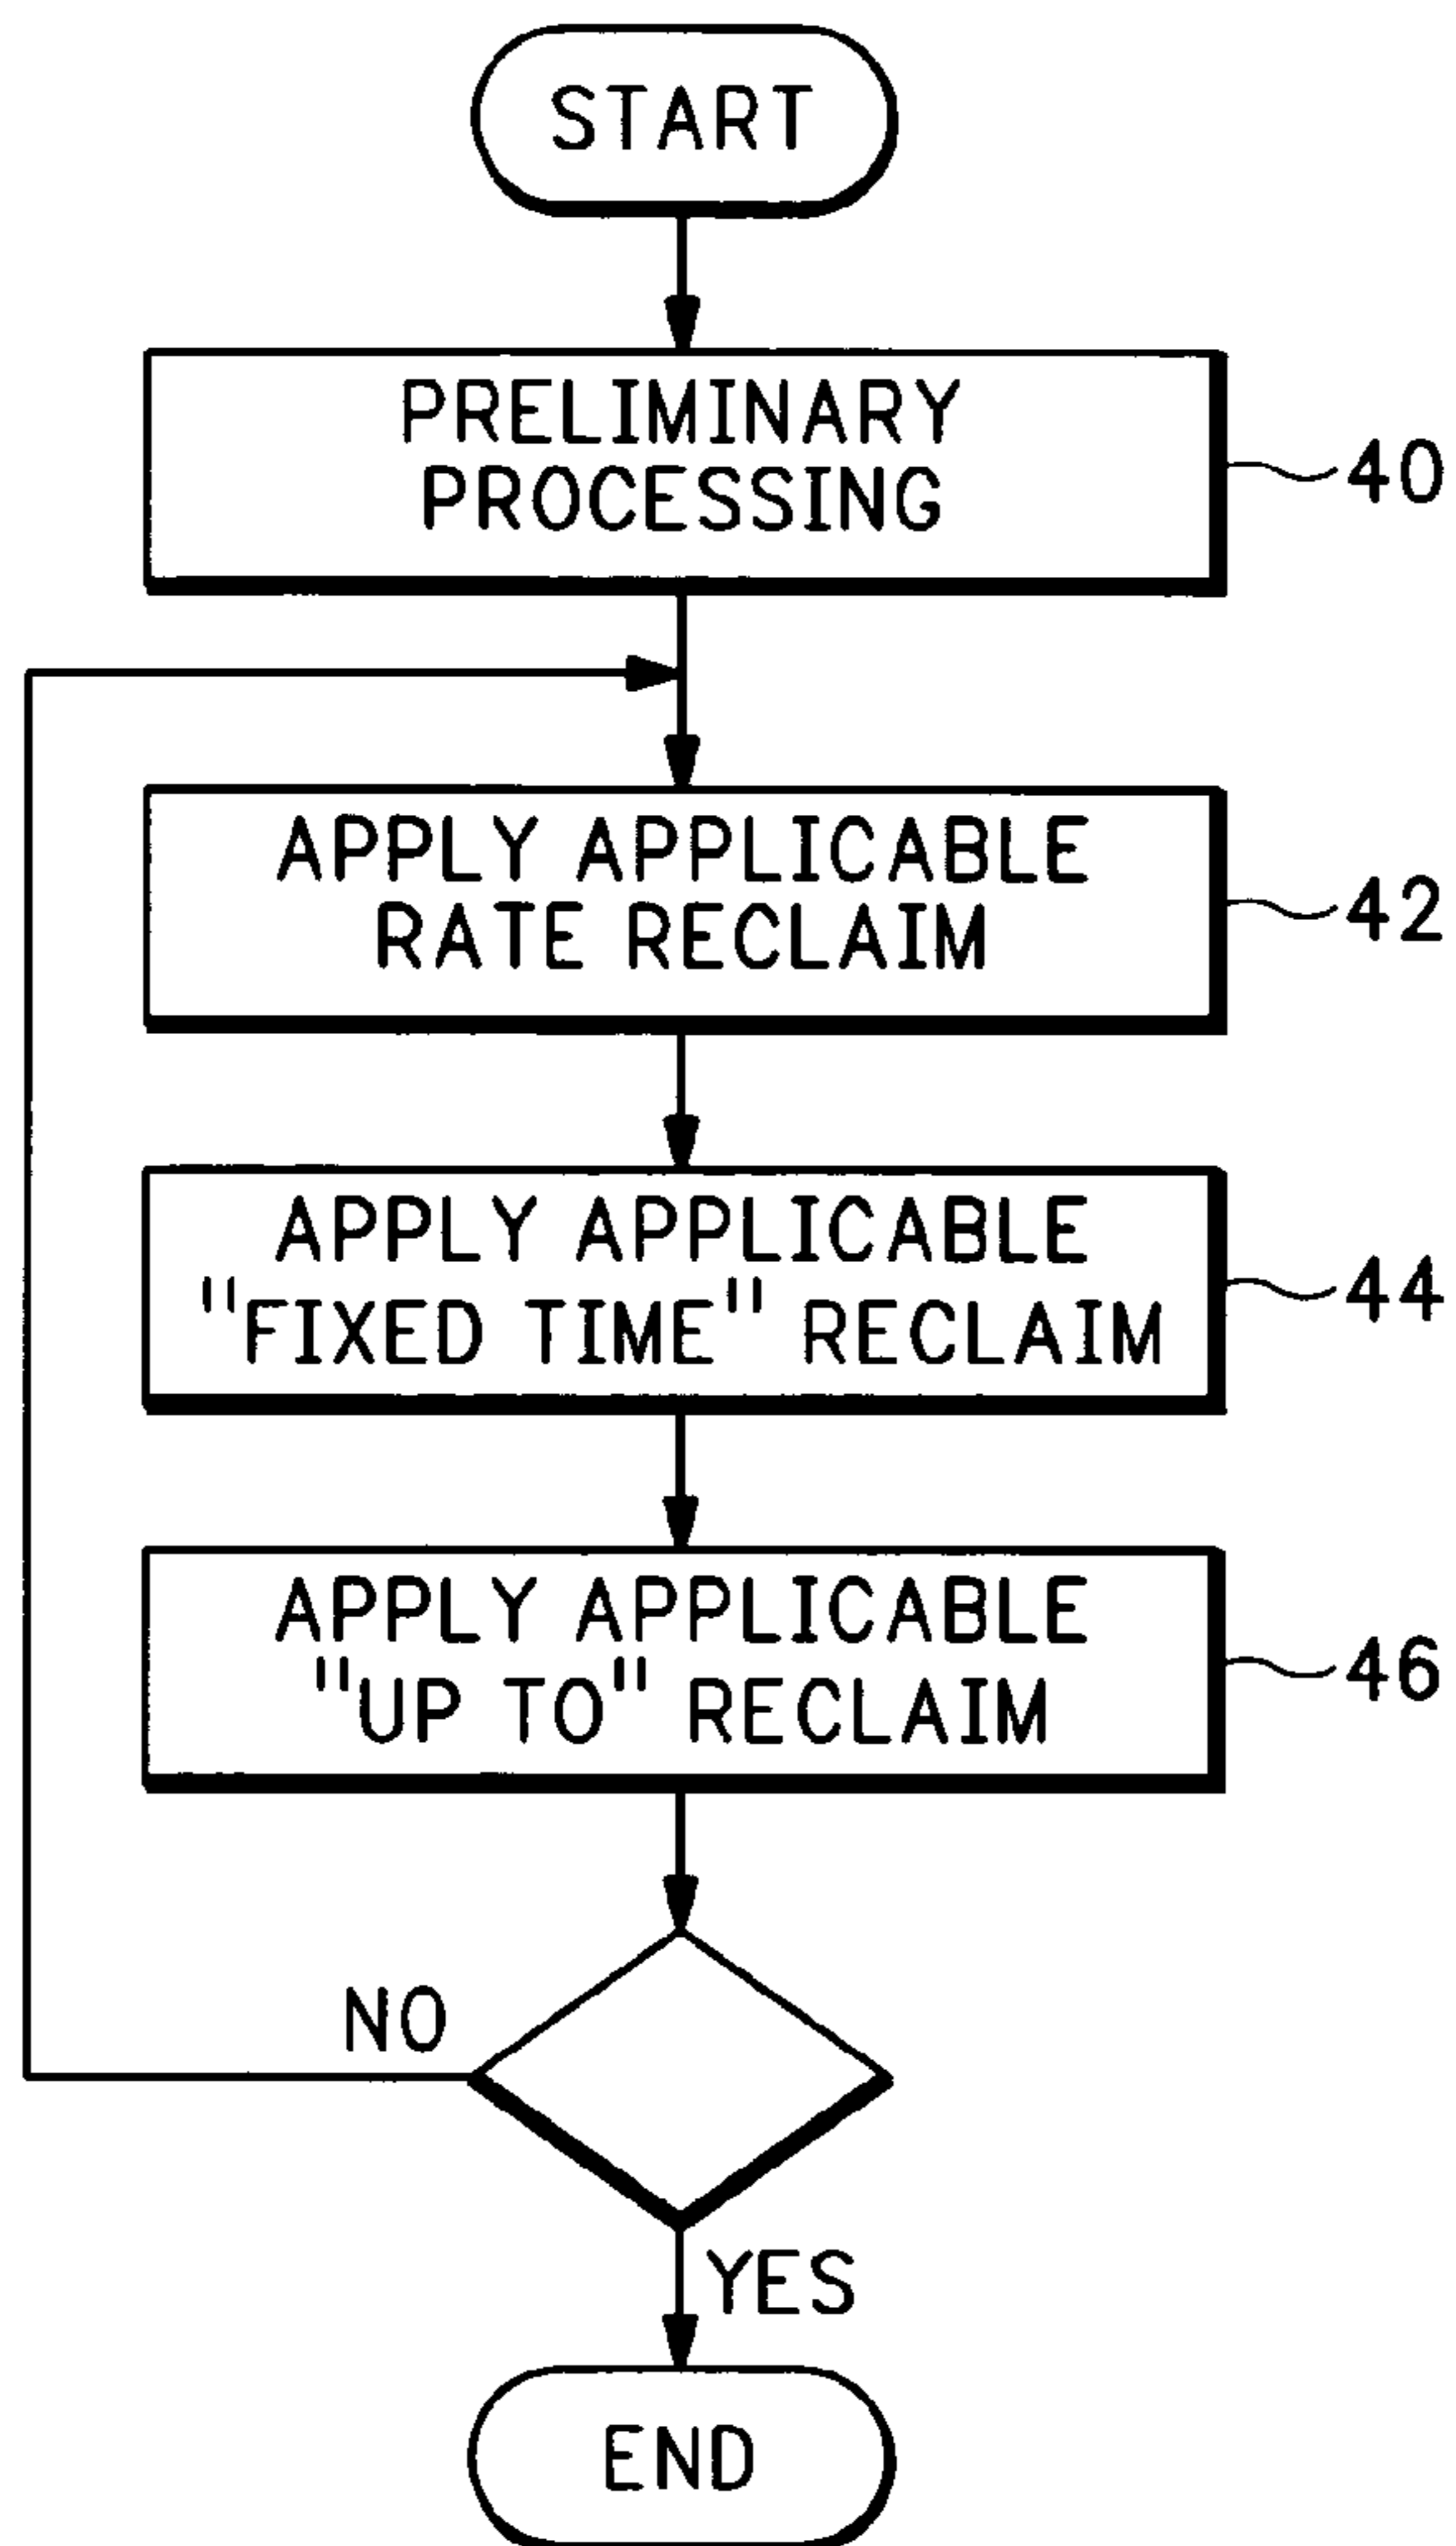 START
PRELIMINARY
PROCESSING
40
APPLY APPLICABLE
RATE RECLAIM
42
APPLY APPLICABLE
"FIXED TIME" RECLAIM
44
APPLY APPLICABLE
"UP TO" RECLAIM
46
NO
YES
END